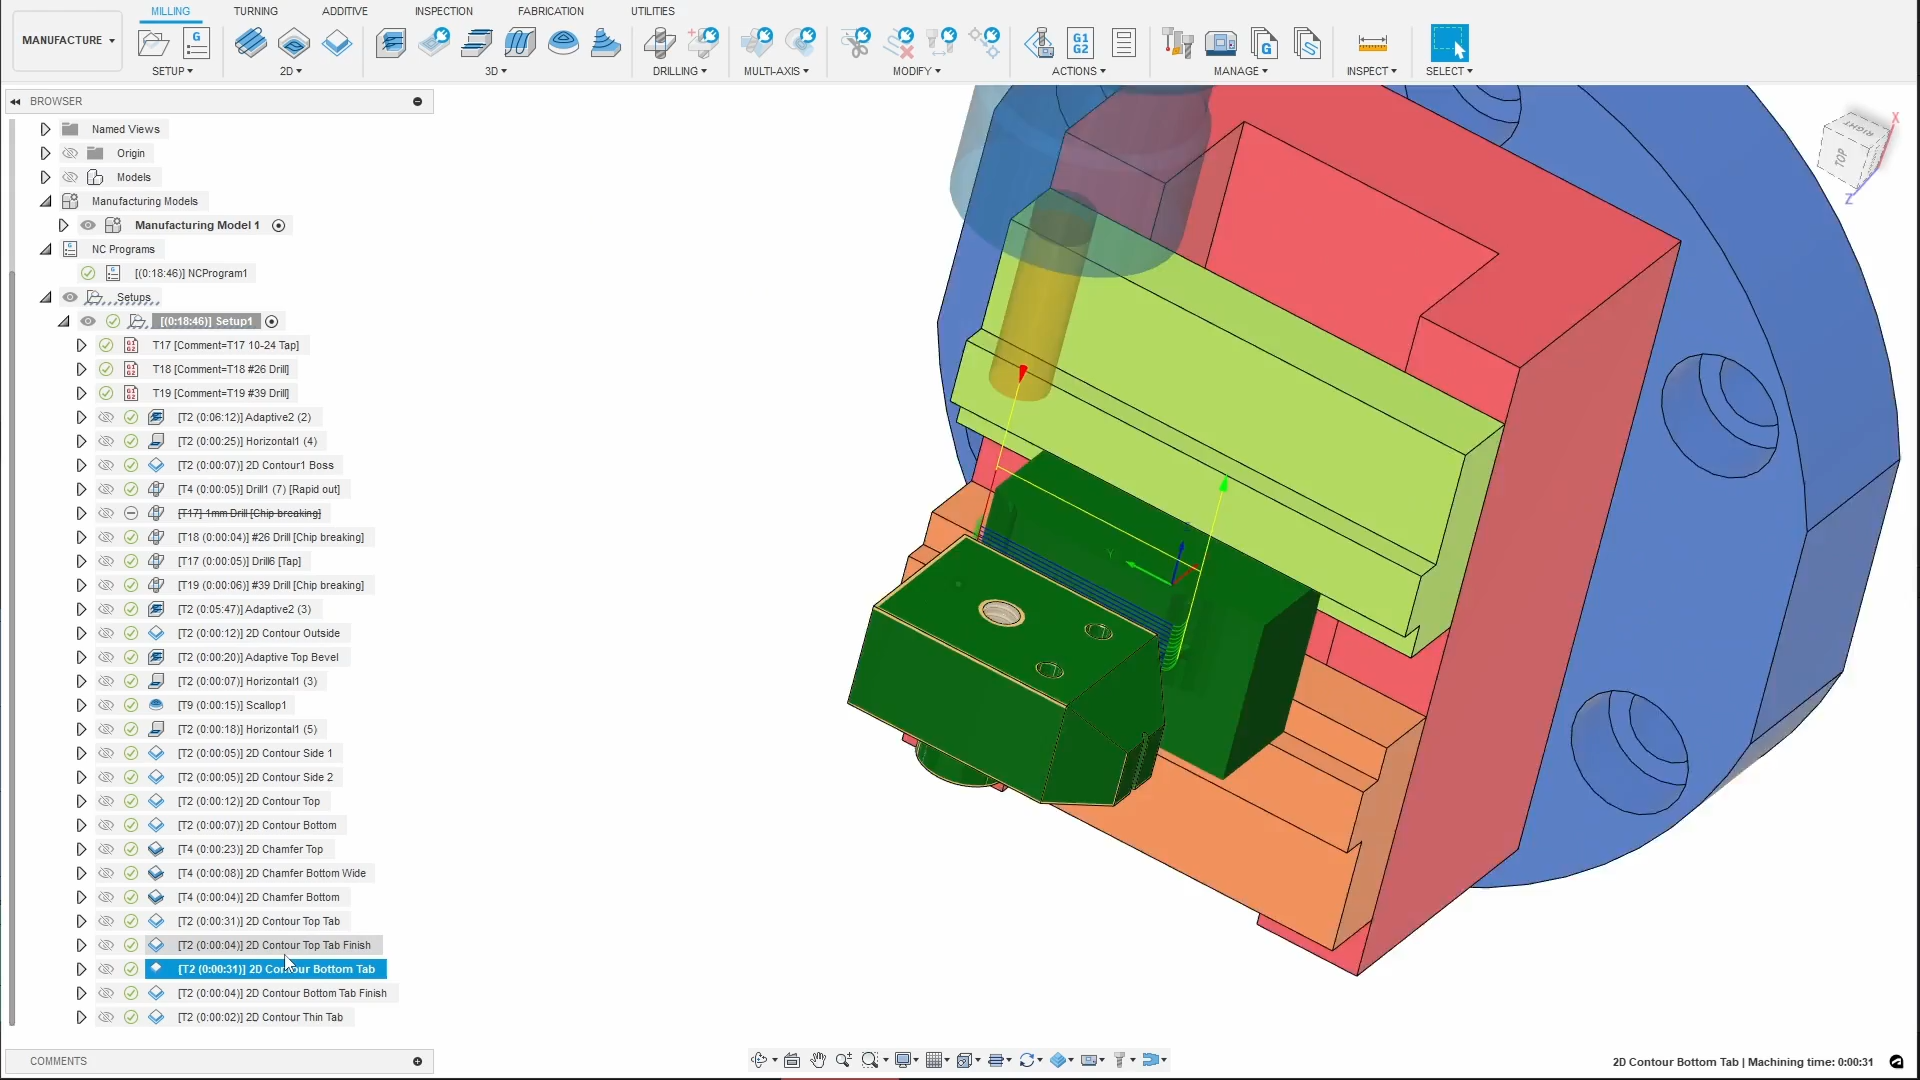 MILLING
TURNING
ADDITIVE
INSPECTION
FABRICATION
UTILITIES
MANUFACTURE
SETUP
2D
3D
DRILLING
MULTI-AXIS
MODIFY
ACTIONS
MANAGE
INSPECT
SELECT
G
G1
G2
G
BROWSER
Named Views
Origin
Models
Manufacturing Models
Manufacturing Model 1
NC Programs
[(0:18:46)] NCProgram1
Setups
[(0:18:46)] Setup1
T17 [Comment=T17 10-24 Tap]
T18 [Comment=T18 #26 Drill]
T19 [Comment=T19 #39 Drill]
[T2 (0:06:12)] Adaptive2 (2)
[T2 (0:00:25)] Horizontal1 (4)
[T2 (0:00:07)] 2D Contour1 Boss
[T4 (0:00:05)] Drill1 (7) [Rapid out]
[T17] 1mm Drill [Chip breaking]
[T18 (0:00:04)] #26 Drill [Chip breaking]
[T17 (0:00:05)] Drill6 [Tap]
[T19 (0:00:06)] #39 Drill [Chip breaking]
[T2 (0:05:47)] Adaptive2 (3)
[T2 (0:00:12)] 2D Contour Outside
[T2 (0:00:20)] Adaptive Top Bevel
[T2 (0:00:07)] Horizontal1 (3)
[T9 (0:00:15)] Scallop1
[T2 (0:00:18)] Horizontal1 (5)
[T2 (0:00:05)] 2D Contour Side 1
[T2 (0:00:05)] 2D Contour Side 2
[T2 (0:00:12)] 2D Contour Top
[T2 (0:00:07)] 2D Contour Bottom
[T4 (0:00:23)] 2D Chamfer Top
[T4 (0:00:08)] 2D Chamfer Bottom Wide
[T4 (0:00:04)] 2D Chamfer Bottom
[T2 (0:00:31)] 2D Contour Top Tab
[T2 (0:00:04)] 2D Contour Top Tab Finish
[T2 (0:00:31)] 2D Contour Bottom Tab
[T2 (0:00:04)] 2D Contour Bottom Tab Finish
[T2 (0:00:02)] 2D Contour Thin Tab
COMMENTS
X
RIGHT
TOP
Z
Y
2D Contour Bottom Tab | Machining time: 0:00:31